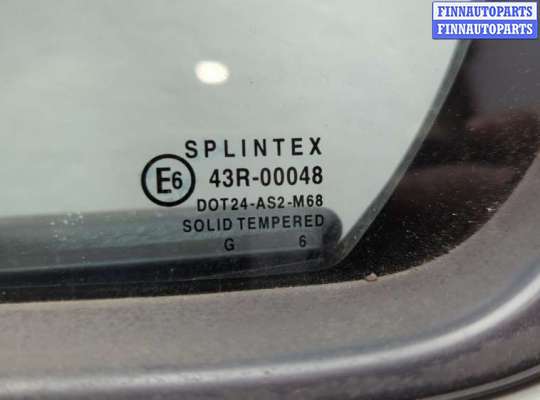 FINNAUTOPARTS
FINNAUTOPARTS
SPLINTEX
E6 43R-00048
DOT24-AS2-M68
SOLID TEMPERED
G 6